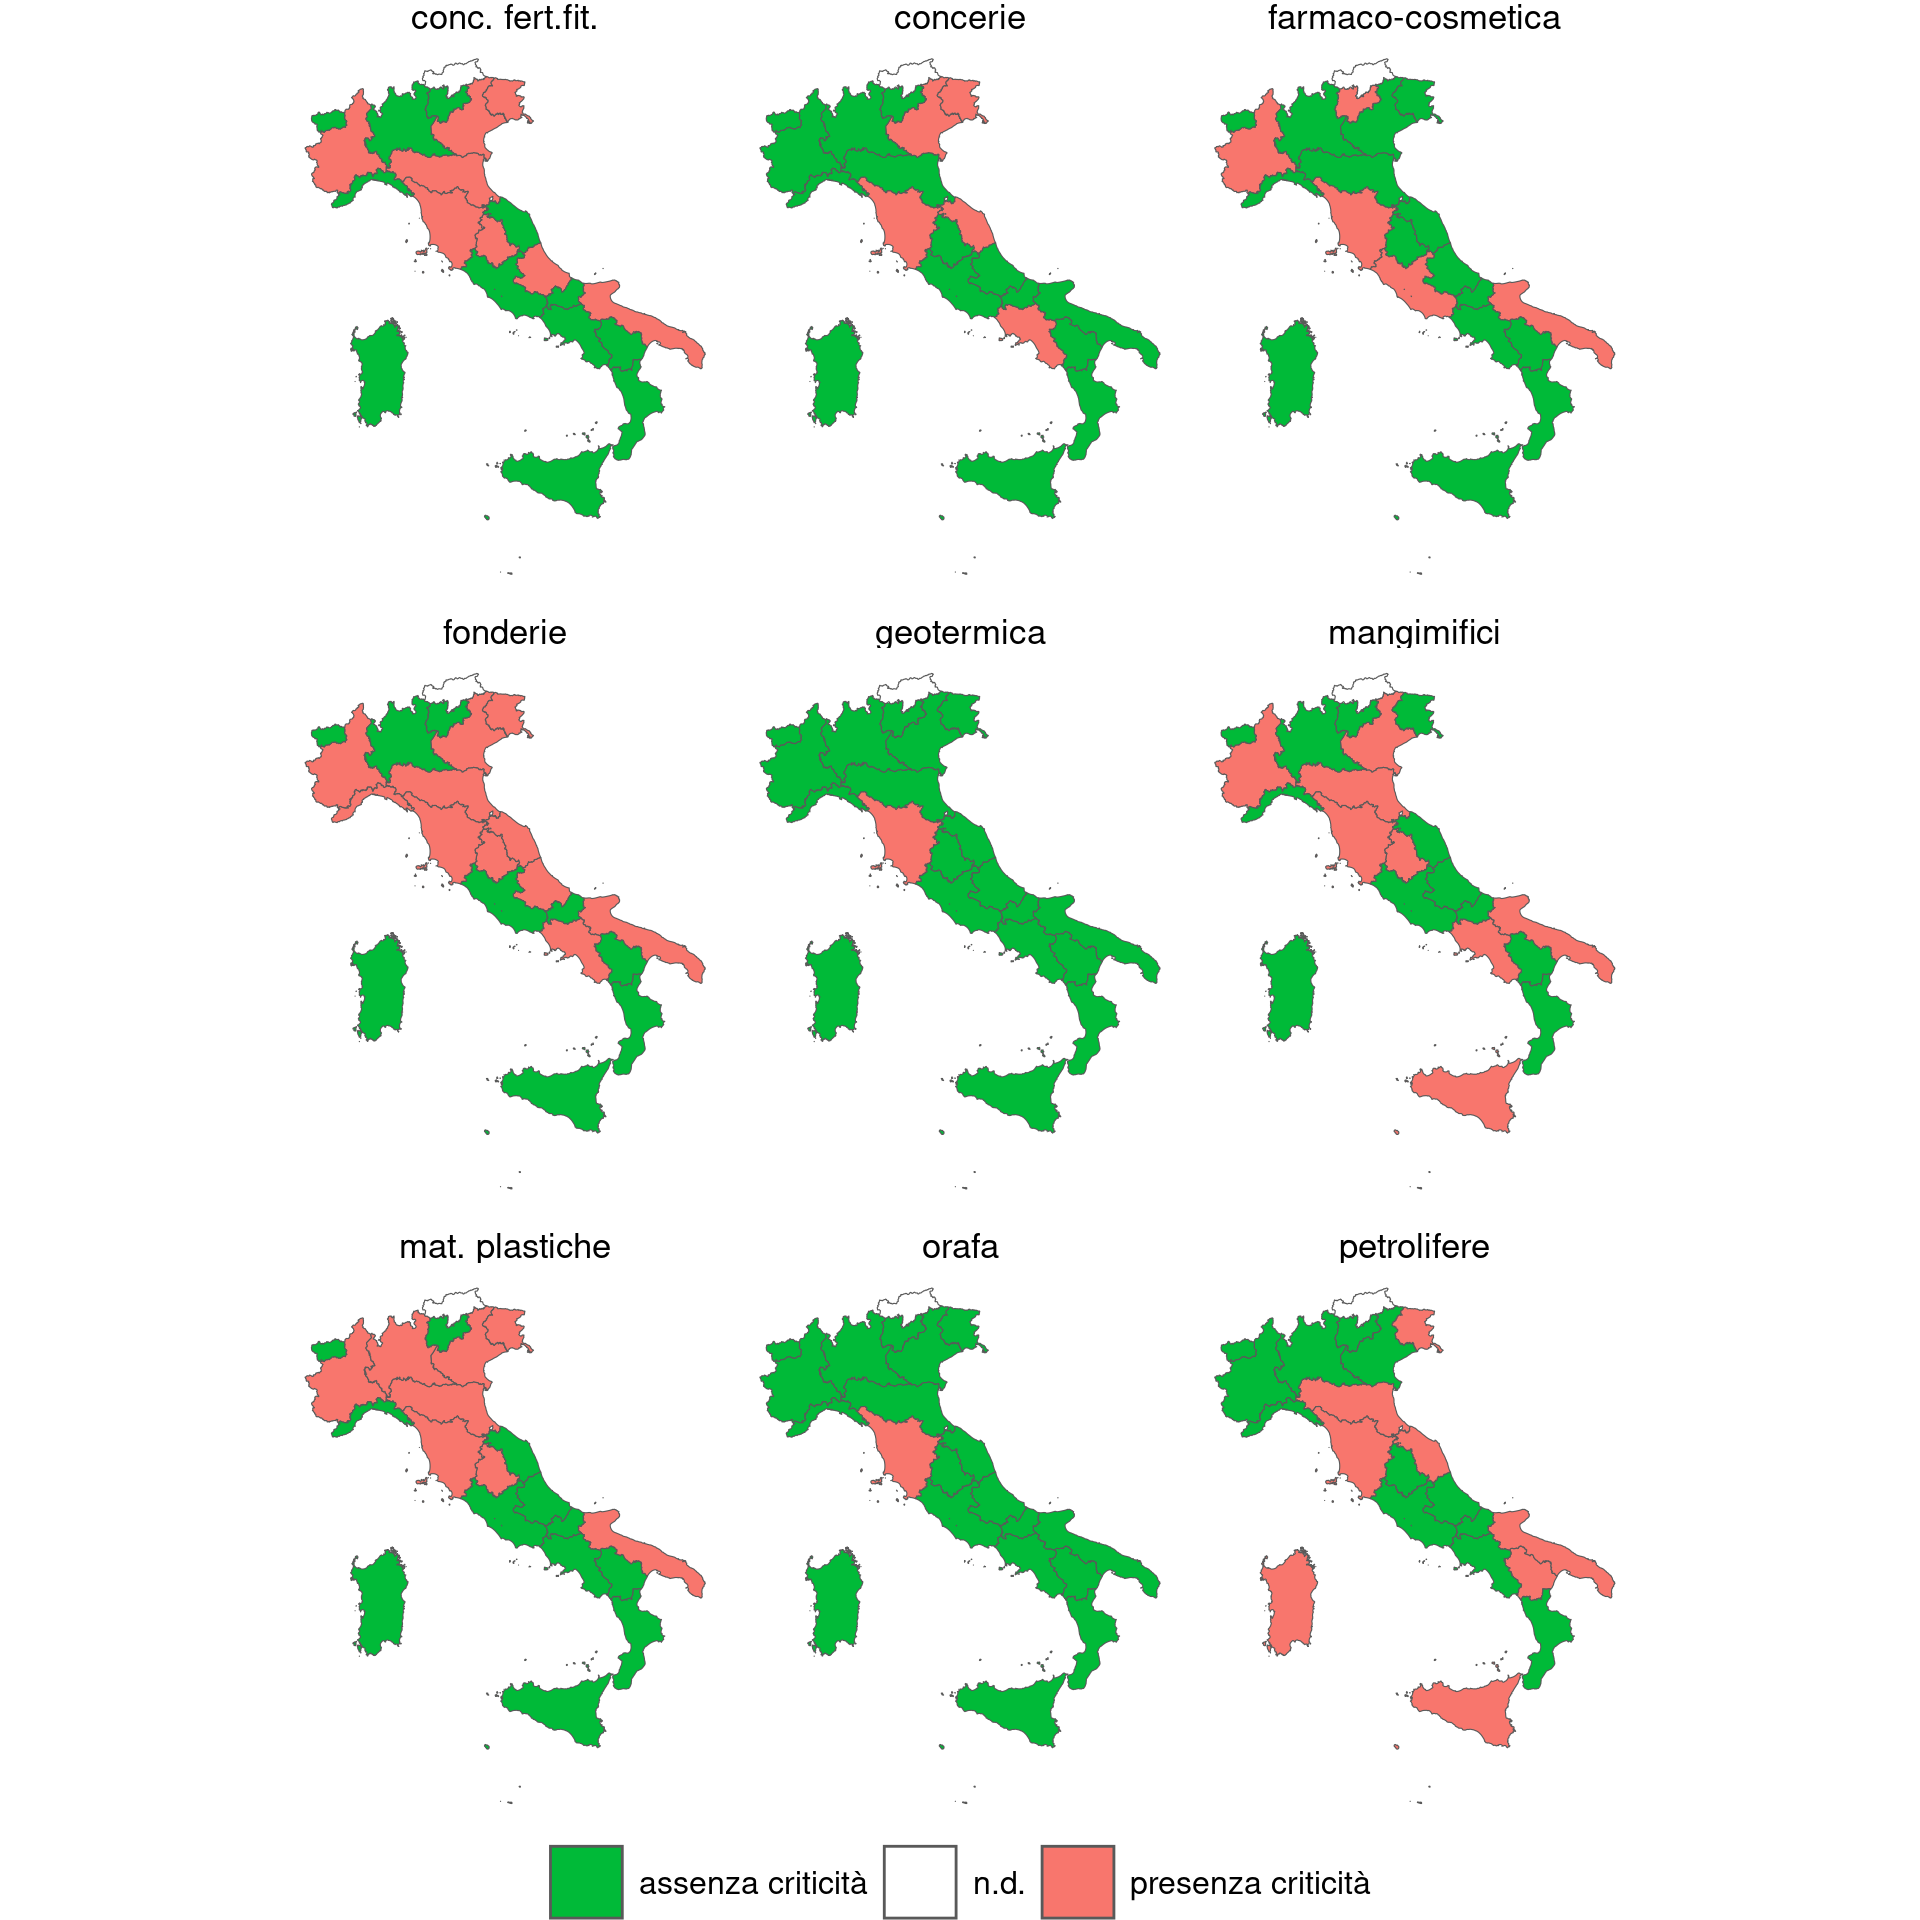 conc. fert.fit.
concerie
farmaco-cosmetica
fonderie
geotermica
mangimifici
mat. plastiche
orafa
petrolifere
assenza criticità
n.d.
presenza criticità